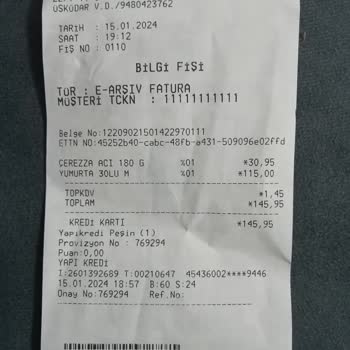 ÜSKÜDAR V.D./9480423762
TARİH : 15.01.2024
SAAT : 19:12
FİŞ NO : 0110
BİLGİ FİŞİ
TÜR : E-ARŞIV FATURA
MÜŞTERİ TCKN : 11111111111
Belge No:12209021501422970111
ETTN NO:45252b40-cabc-48fb-a431-509096e02ffd
CEREZZA ACI 180 G %01 *30,95
YUMURTA 30LU M %01 *115,00
TOPKDV *1,45
TOPLAM *145,95
KREDİ KARTI *145,95
Yapikredi Peşin (1)
Provizyon No : 769294
Puan:0,00
YAPI KREDİ
I:2601392689 T:00210647 45436002****9446
15.01.2024 18:57 B:60 S:24
Onay No:769294 Ref.No: